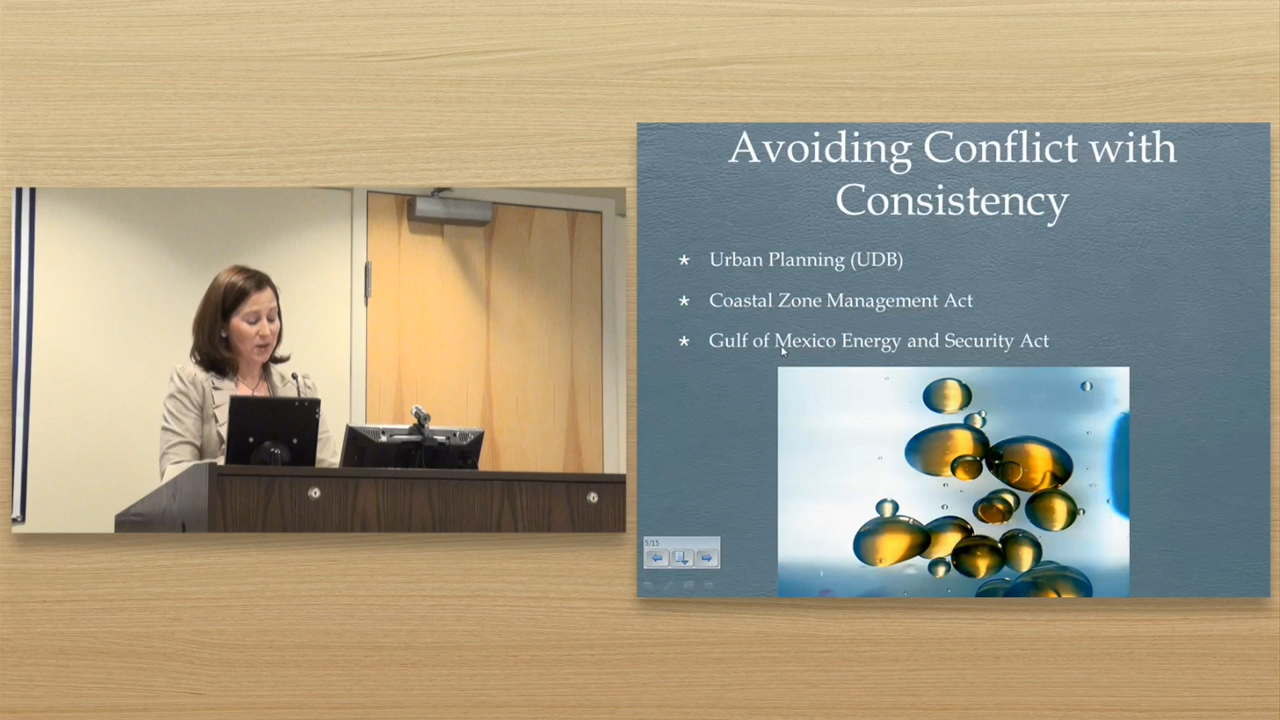 Avoiding Conflict with
Consistency
* Urban Planning (UDB)
* Coastal Zone Management Act
* Gulf of Mexico Energy and Security Act
5/15